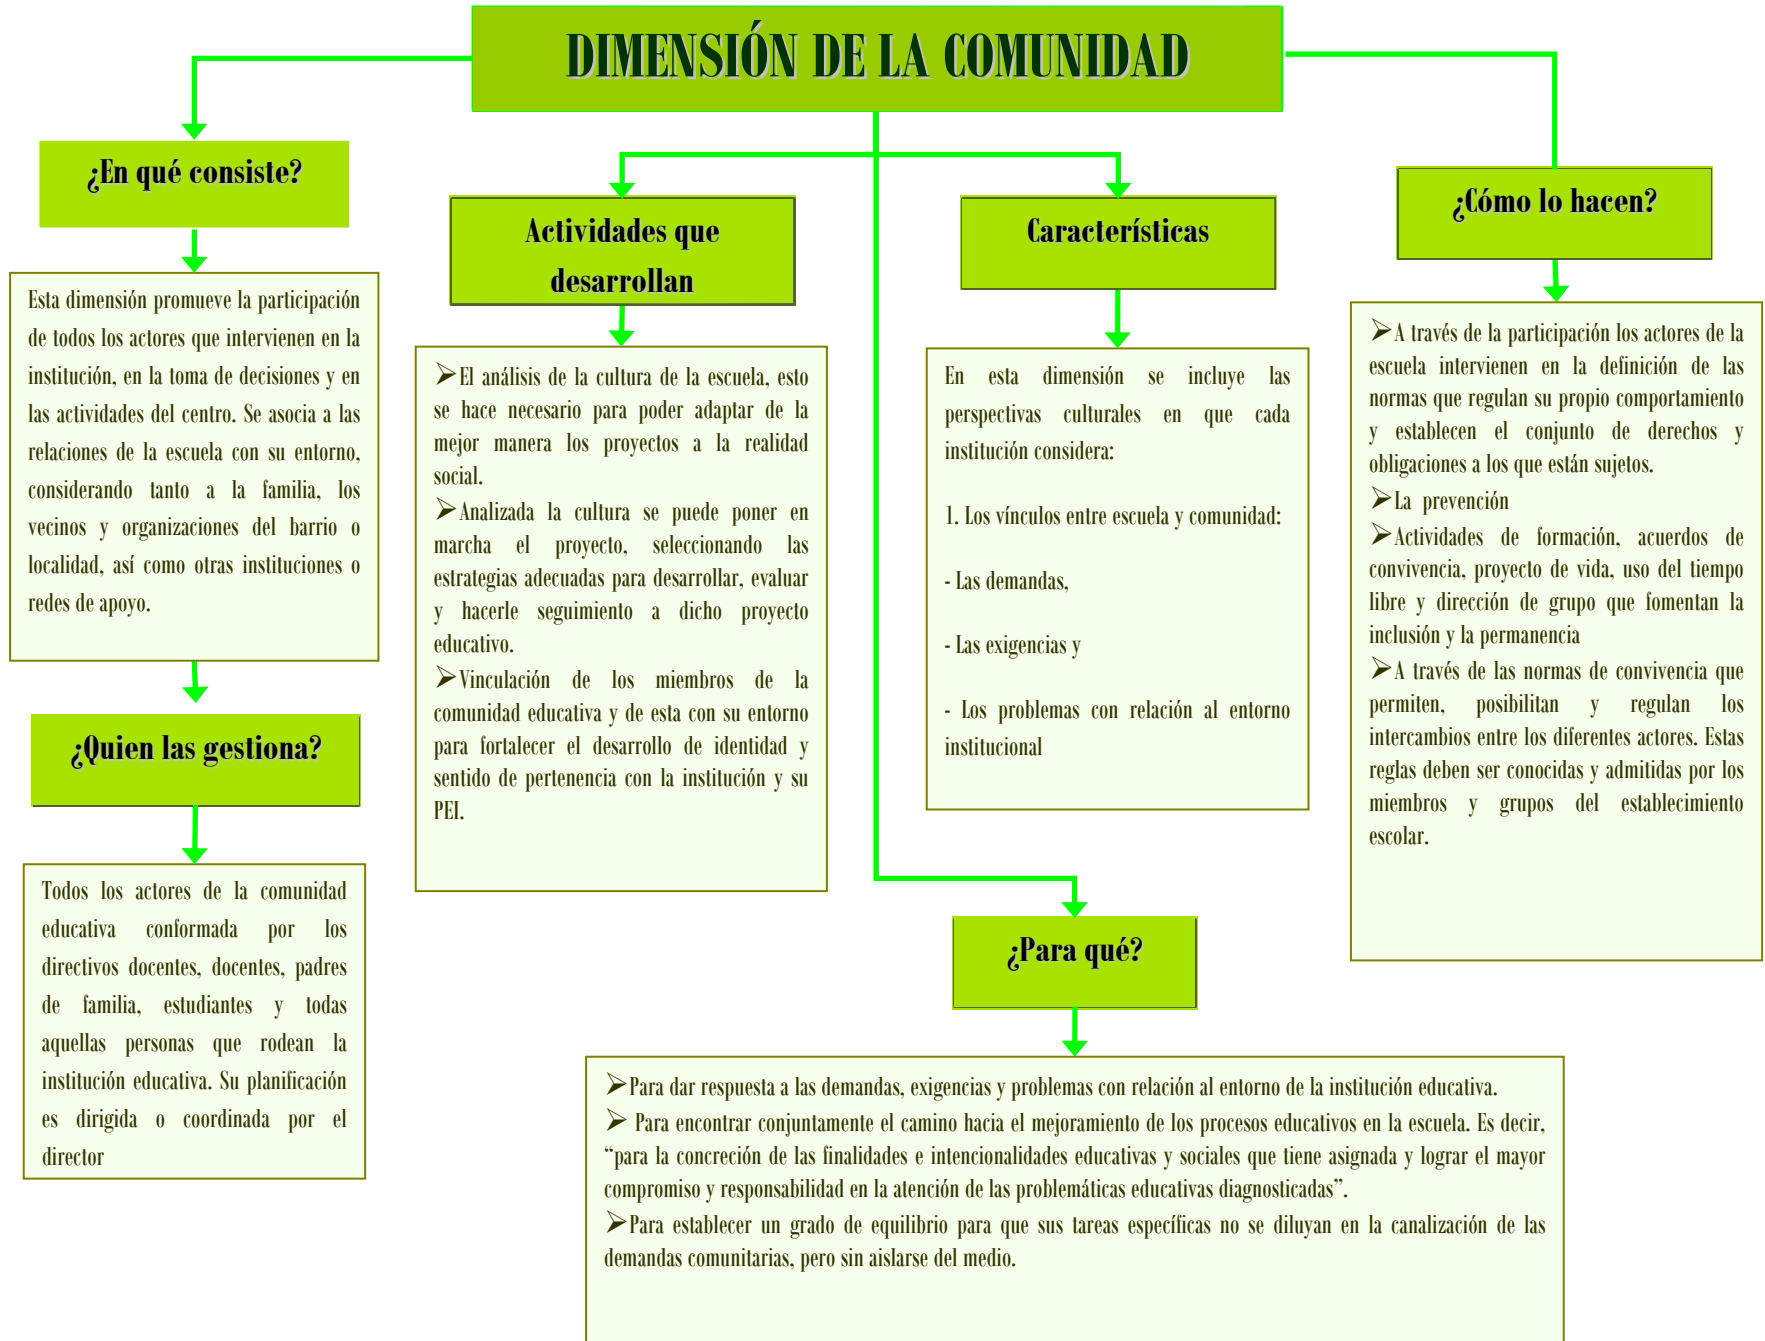 DIMENSIÓN DE LA COMUNIDAD
¿En qué consiste?
Esta dimensión promueve la participación
de todos los actores que intervienen en la
institución, en la toma de decisiones y en
las actividades del centro. Se asocia a las
relaciones de la escuela con su entorno,
considerando tanto a la familia, los
vecinos y organizaciones del barrio o
localidad, así como otras instituciones o
redes de apoyo.
¿Quien las gestiona?
Todos los actores de la comunidad
educativa conformada por los
directivos docentes, docentes, padres
de familia, estudiantes y todas
aquellas personas que rodean la
institución educativa. Su planificación
es dirigida o coordinada por el
director
Actividades que
desarrollan
➢El análisis de la cultura de la escuela, esto
se hace necesario para poder adaptar de la
mejor manera los proyectos a la realidad
social.
➢Analizada la cultura se puede poner en
marcha el proyecto, seleccionando las
estrategias adecuadas para desarrollar, evaluar
y hacerle seguimiento a dicho proyecto
educativo.
➢Vinculación de los miembros de la
comunidad educativa y de esta con su entorno
para fortalecer el desarrollo de identidad y
sentido de pertenencia con la institución y su
PEI.
Características
En esta dimensión se incluye las
perspectivas culturales en que cada
institución considera:
1. Los vínculos entre escuela y comunidad:
- Las demandas,
- Las exigencias y
- Los problemas con relación al entorno
institucional
¿Cómo lo hacen?
➢A través de la participación los actores de la
escuela intervienen en la definición de las
normas que regulan su propio comportamiento
y establecen el conjunto de derechos y
obligaciones a los que están sujetos.
➢La prevención
➢Actividades de formación, acuerdos de
convivencia, proyecto de vida, uso del tiempo
libre y dirección de grupo que fomentan la
inclusión y la permanencia
➢A través de las normas de convivencia que
permiten, posibilitan y regulan los
intercambios entre los diferentes actores. Estas
reglas deben ser conocidas y admitidas por los
miembros y grupos del establecimiento
escolar.
¿Para qué?
➢Para dar respuesta a las demandas, exigencias y problemas con relación al entorno de la institución educativa.
➢ Para encontrar conjuntamente el camino hacia el mejoramiento de los procesos educativos en la escuela. Es decir,
“para la concreción de las finalidades e intencionalidades educativas y sociales que tiene asignada y lograr el mayor
compromiso y responsabilidad en la atención de las problemáticas educativas diagnosticadas”.
➢Para establecer un grado de equilibrio para que sus tareas específicas no se diluyan en la canalización de las
demandas comunitarias, pero sin aislarse del medio.